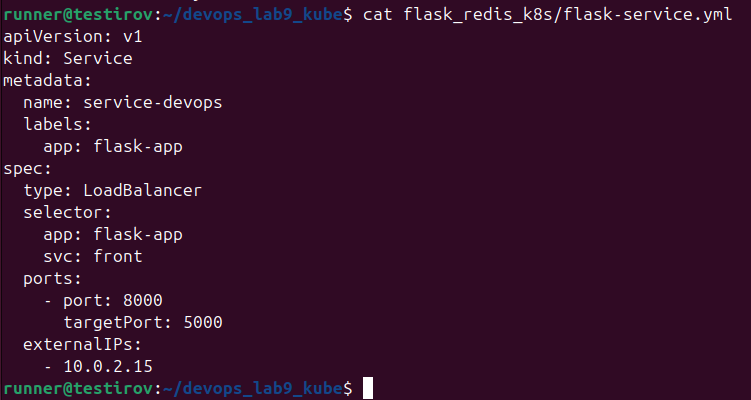 runner@testirov:~/devops_lab9_kube$ cat flask_redis_k8s/flask-service.yml
apiVersion: v1
kind: Service
metadata:
  name: service-devops
  labels:
    app: flask-app
spec:
  type: LoadBalancer
  selector:
    app: flask-app
    svc: front
  ports:
    - port: 8000
      targetPort: 5000
  externalIPs:
    - 10.0.2.15
runner@testirov:~/devops_lab9_kube$